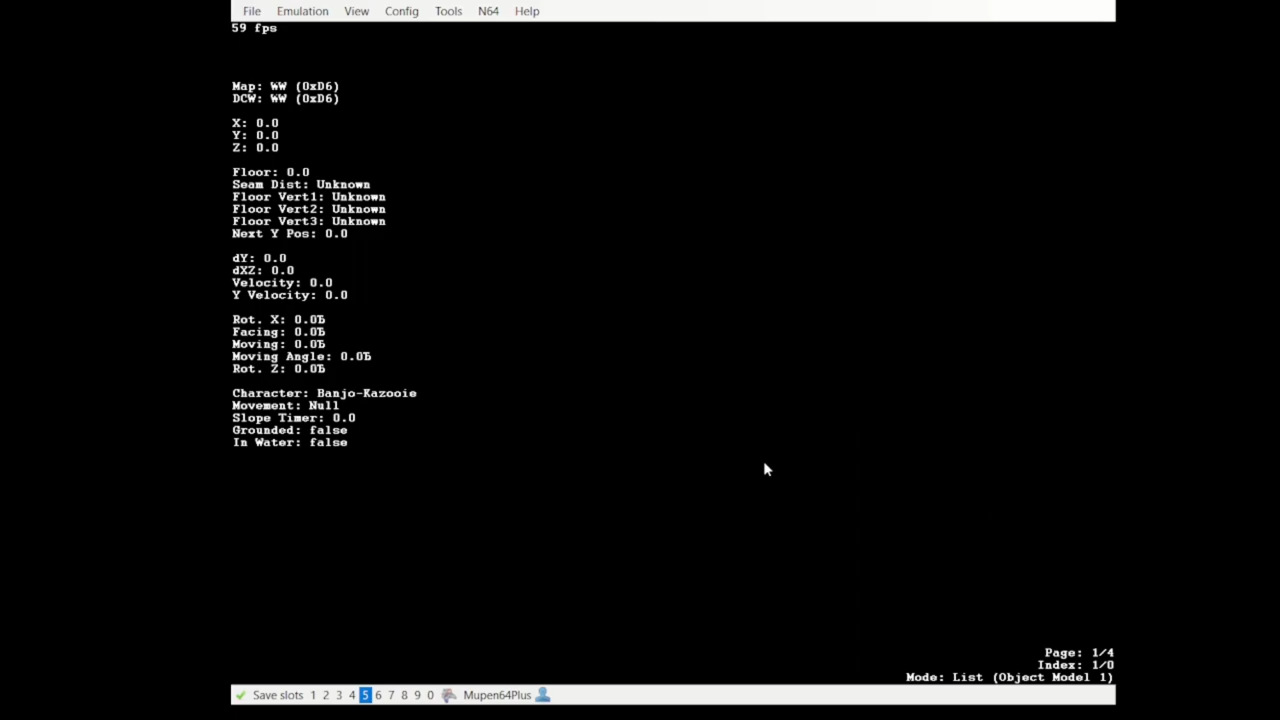 File Emulation View Config Tools N64 Help
59 fps
Map: WW (0xD6)
DCW: WW (0xD6)
X: 0.0
Y: 0.0
Z: 0.0
Floor: 0.0
Seam Dist: Unknown
Floor Vert1: Unknown
Floor Vert2: Unknown
Floor Vert3: Unknown
Next Y Pos: 0.0
dY: 0.0
dXZ: 0.0
Velocity: 0.0
Y Velocity: 0.0
Rot. X: 0.0Ђ
Facing: 0.0Ђ
Moving: 0.0Ђ
Moving Angle: 0.0Ђ
Rot. Z: 0.0Ђ
Character: Banjo-Kazooie
Movement: Null
Slope Timer: 0.0
Grounded: false
In Water: false
Page: 1/4
Index: 1/0
Mode: List (Object Model 1)
Save slots 1 2 3 4 5 6 7 8 9 0 Mupen64Plus